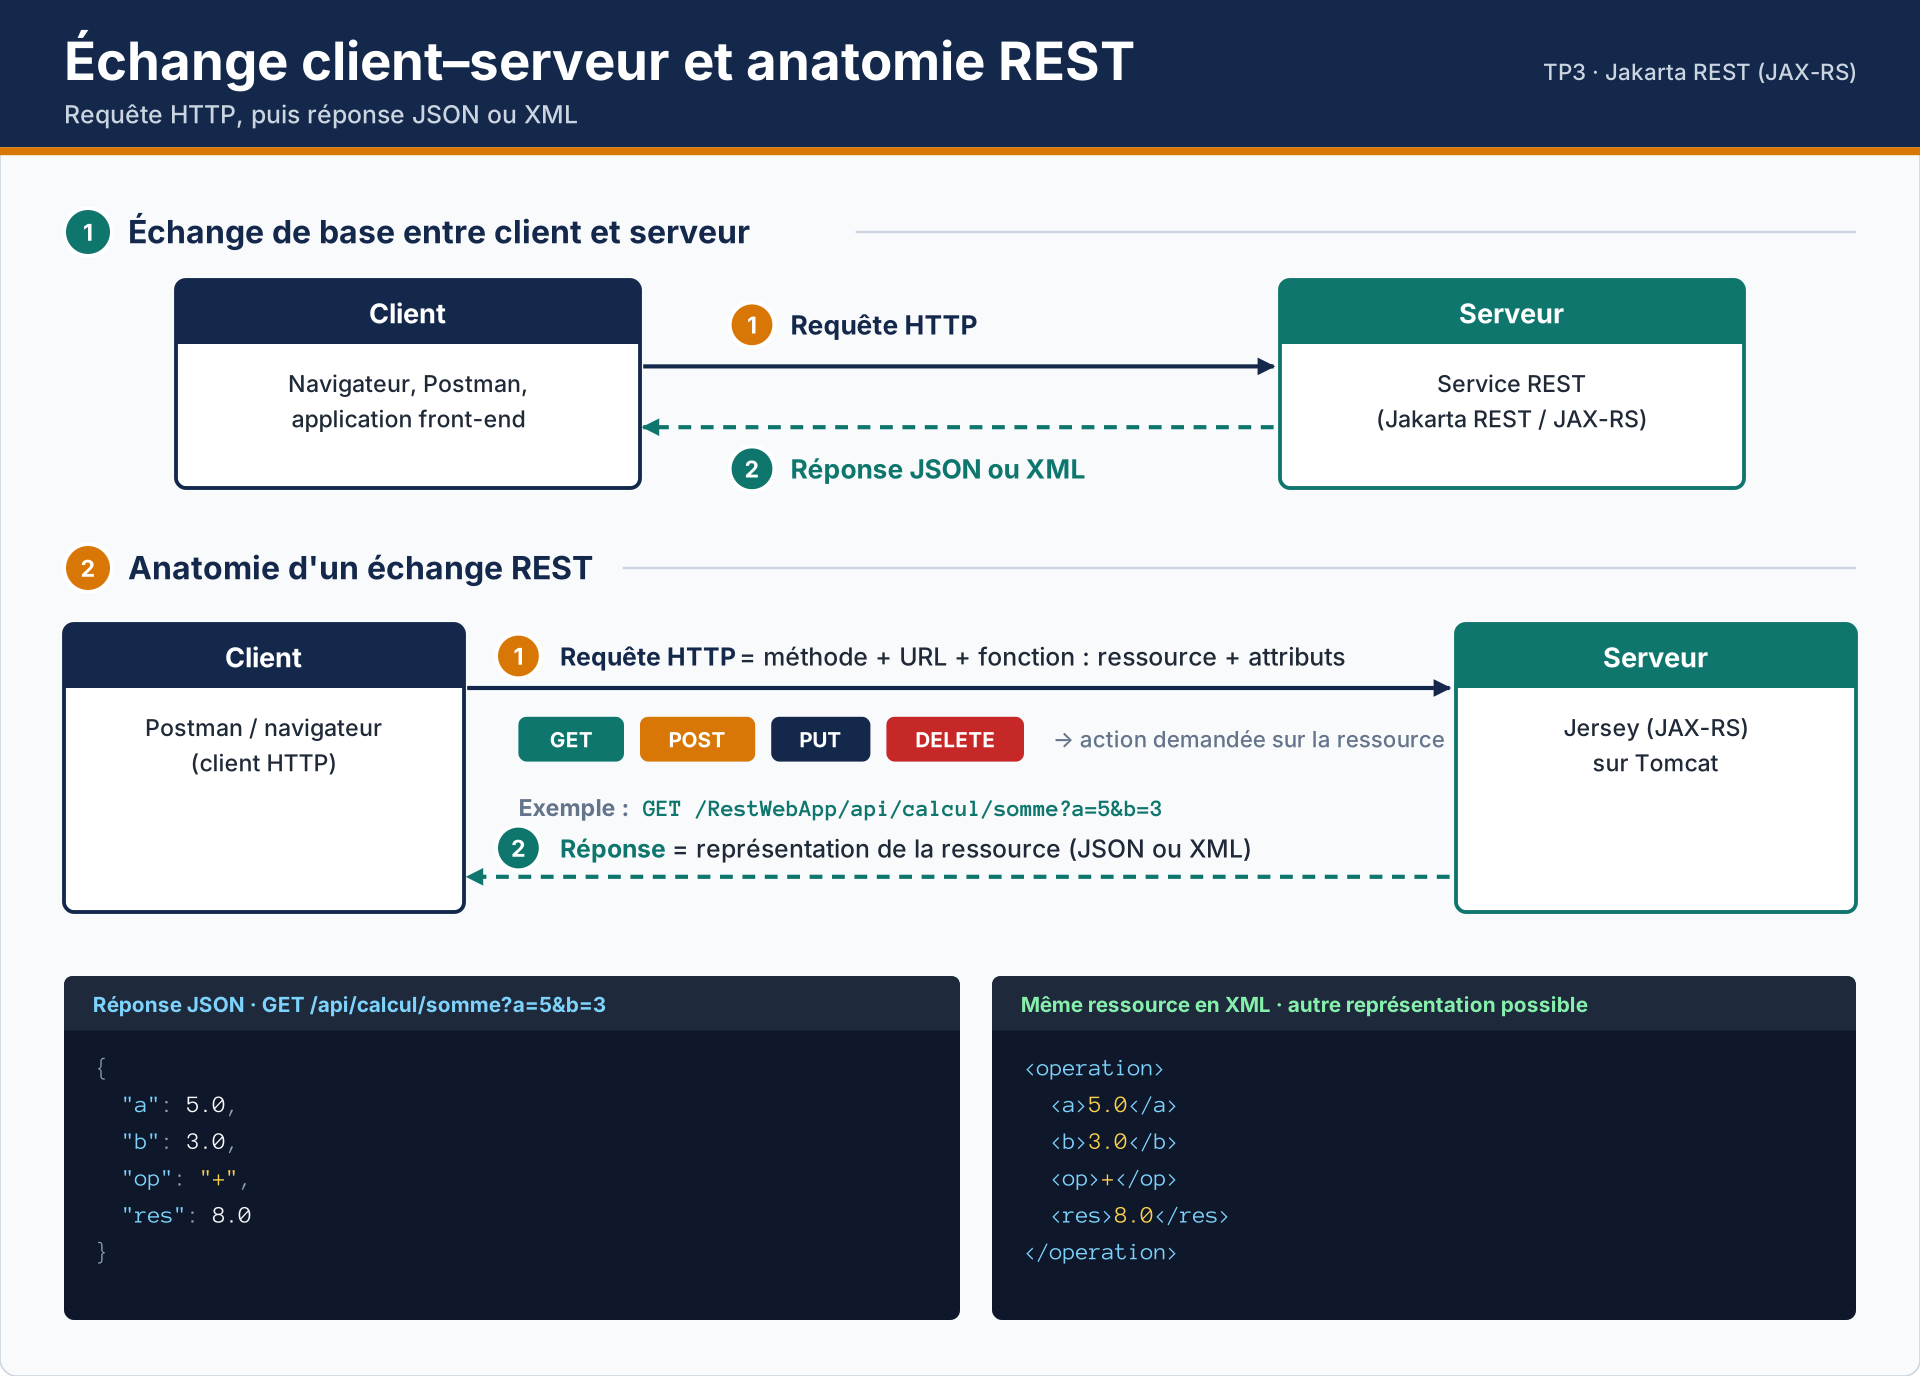 Échange client–serveur et anatomie REST
TP3 · Jakarta REST (JAX-RS)
Requête HTTP, puis réponse JSON ou XML
1 Échange de base entre client et serveur
Client
Navigateur, Postman,
application front-end
1 Requête HTTP
2 Réponse JSON ou XML
Serveur
Service REST
(Jakarta REST / JAX-RS)
2 Anatomie d'un échange REST
Client
Postman / navigateur
(client HTTP)
1 Requête HTTP = méthode + URL + fonction : ressource + attributs
GET POST PUT DELETE → action demandée sur la ressource
Exemple : GET /RestWebApp/api/calcul/somme?a=5&b=3
2 Réponse = représentation de la ressource (JSON ou XML)
Serveur
Jersey (JAX-RS)
sur Tomcat
Réponse JSON · GET /api/calcul/somme?a=5&b=3
{
"a": 5.0,
"b": 3.0,
"op": "+",
"res": 8.0
}
Même ressource en XML · autre représentation possible
<operation>
<a>5.0</a>
<b>3.0</b>
<op>+</op>
<res>8.0</res>
</operation>